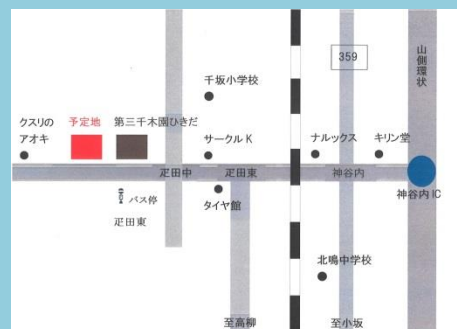 359
山側環状
千坂小学校
クスリの
アオキ
予定地
第三千木園ひきだ
サークルK
ナルックス
キリン堂
疋田中
疋田東
神谷内
神谷内IC
バス停
疋田東
タイヤ館
北鳴中学校
至高柳
至小坂